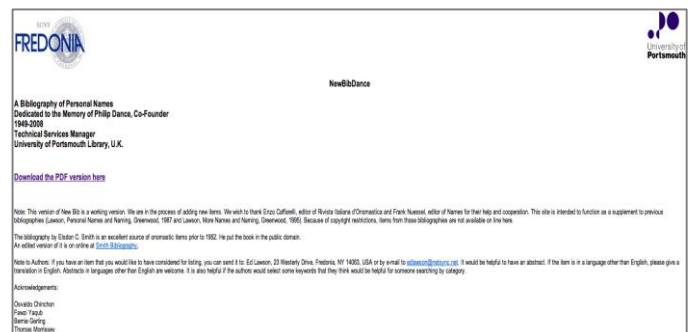 SUNY
FREDONIA
University of
Portsmouth
NewBibDance
A Bibliography of Personal Names
Dedicated to the Memory of Philip Dance, Co-Founder
1949-2008
Technical Services Manager
University of Portsmouth Library, U.K.
Download the PDF version here
Note: This version of New Bib is a working version. We are in the process of adding new items. We wish to thank Enzo Caffarelli, editor of Rivista Italiana d'Onomastica and Frank Nuessel, editor of Names for their help and cooperation. This site is intended to function as a supplement to previous
bibliographies (Lawson, Personal Names and Naming, Greenwood, 1987 and Lawson, More Names and Naming, Greenwood, 1995). Because of copyright restrictions, items from those bibliographies are not available on line here.
The bibliography by Elsdon C. Smith is an excellent source of onomastic items prior to 1952. He put the book in the public domain.
An edited version of it is on online at Smith Bibliography.
Note to Authors: If you have an item that you would like to have considered for listing, you can send it to: Ed Lawson, 23 Westerly Drive, Fredonia, NY 14063, USA or by e-mail to edlawson@netsync.net. It would be helpful to have an abstract. If the item is in a language other than English, please give a
translation in English. Abstracts in languages other than English are welcome. It is also helpful if the authors would select some keywords that they think would be helpful for someone searching by category.
Acknowledgements:
Osvaldo Chinchon
Fawzi Yaqub
Bernie Gerling
Thomas Morrissey